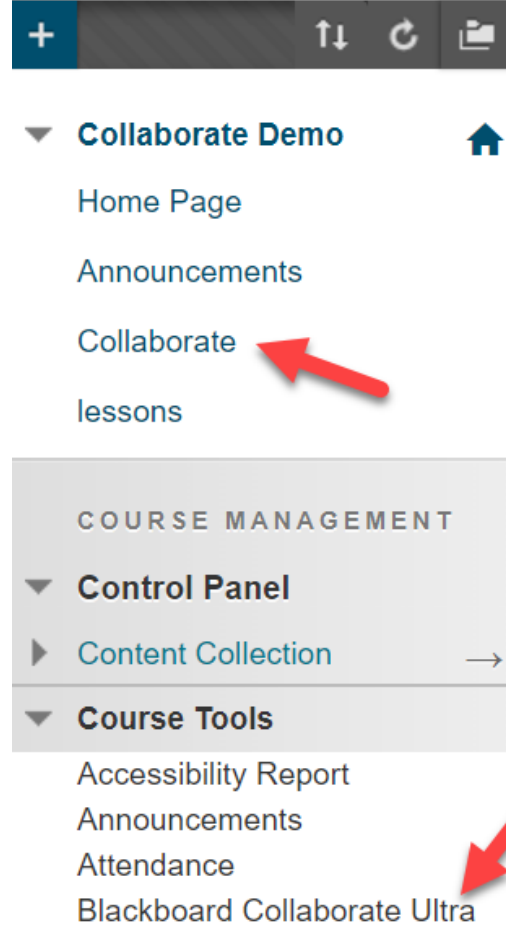 Collaborate Demo
Home Page
Announcements
Collaborate
lessons
COURSE MANAGEMENT
Control Panel
Content Collection
Course Tools
Accessibility Report
Announcements
Attendance
Blackboard Collaborate Ultra